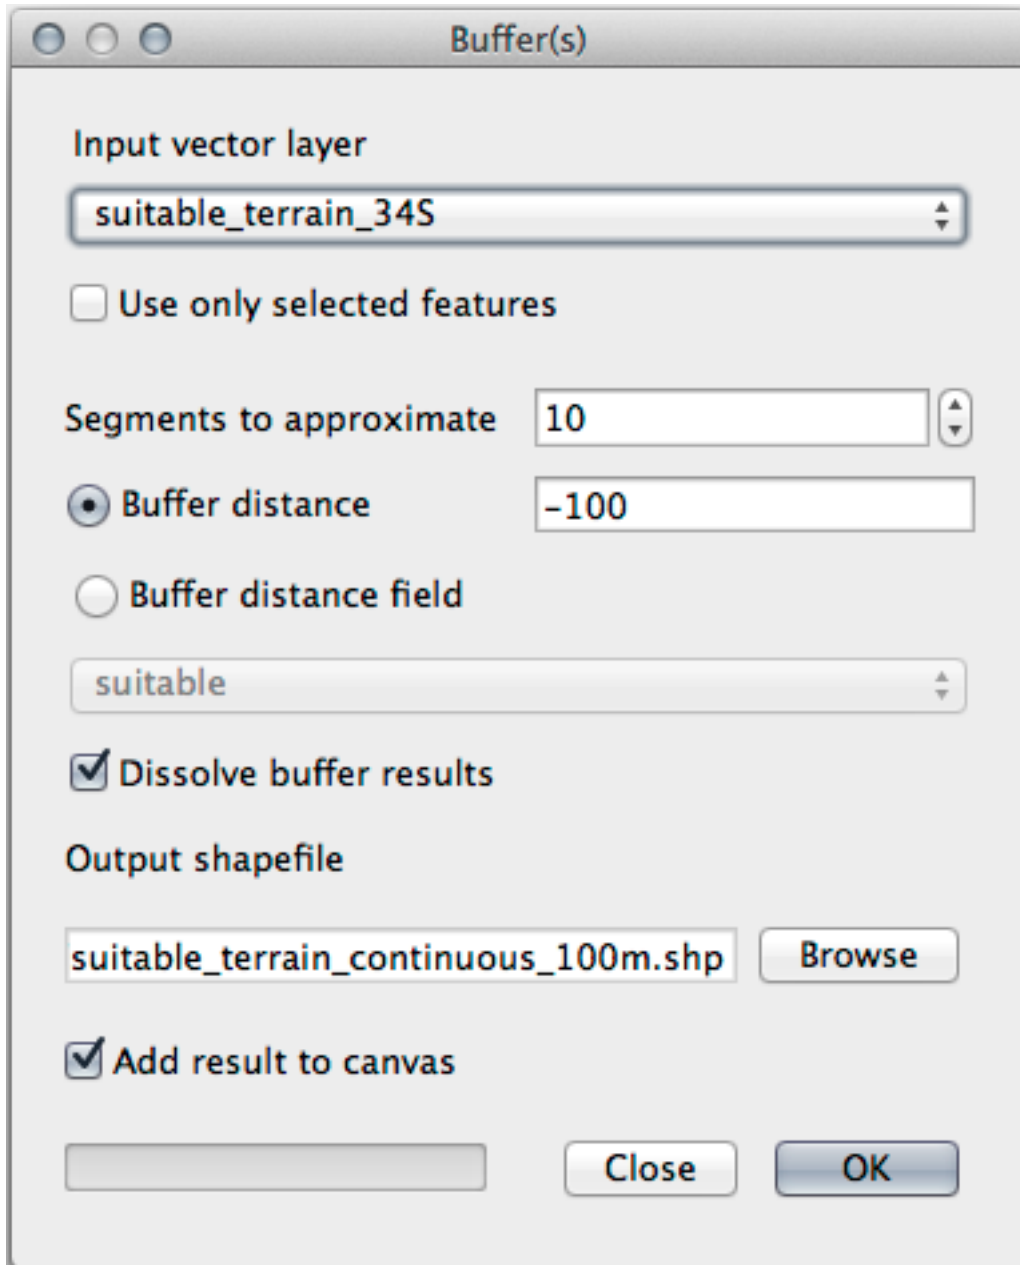 Buffer(s)
Input vector layer
suitable_terrain_34S
Use only selected features
Segments to approximate 10
Buffer distance -100
Buffer distance field
suitable
Dissolve buffer results
Output shapefile
suitable_terrain_continuous_100m.shp Browse
Add result to canvas
Close OK